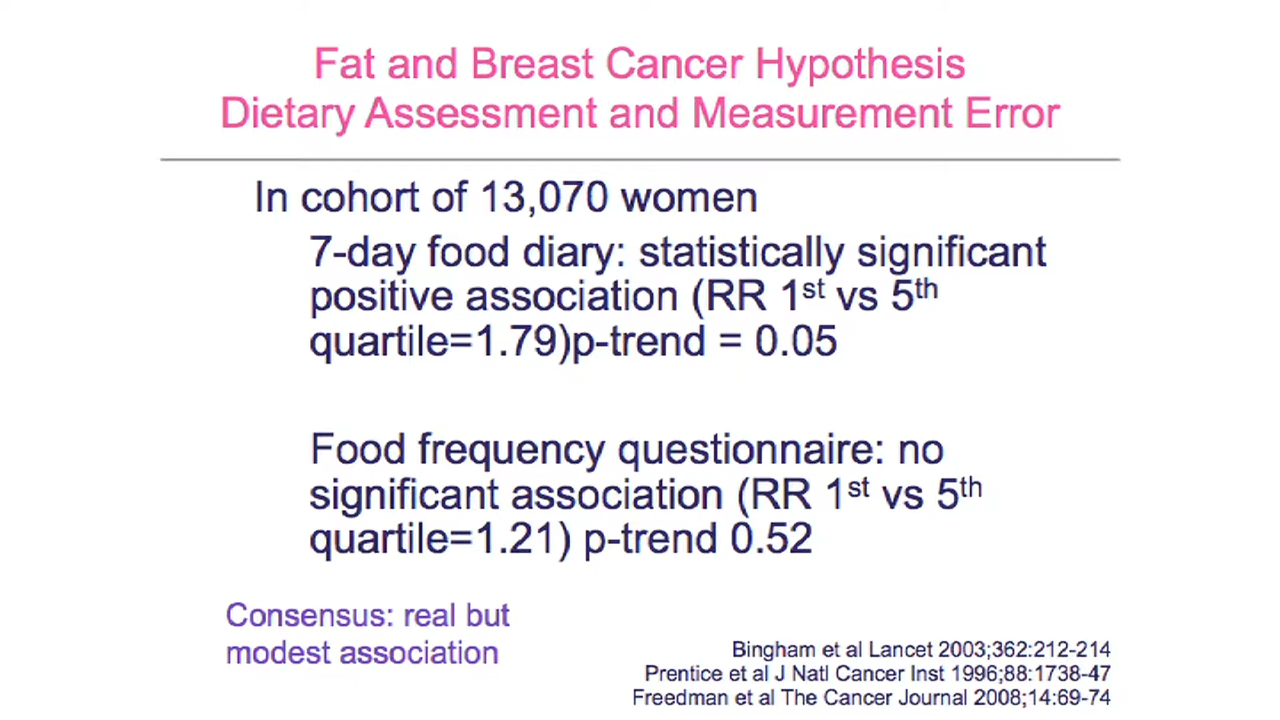 Fat and Breast Cancer Hypothesis
Dietary Assessment and Measurement Error
In cohort of 13,070 women
7-day food diary: statistically significant
positive association (RR 1st vs 5th
quartile=1.79)p-trend = 0.05
Food frequency questionnaire: no
significant association (RR 1st vs 5th
quartile=1.21) p-trend 0.52
Consensus: real but
modest association
Bingham et al Lancet 2003;362:212-214
Prentice et al J Natl Cancer Inst 1996;88:1738-47
Freedman et al The Cancer Journal 2008;14:69-74